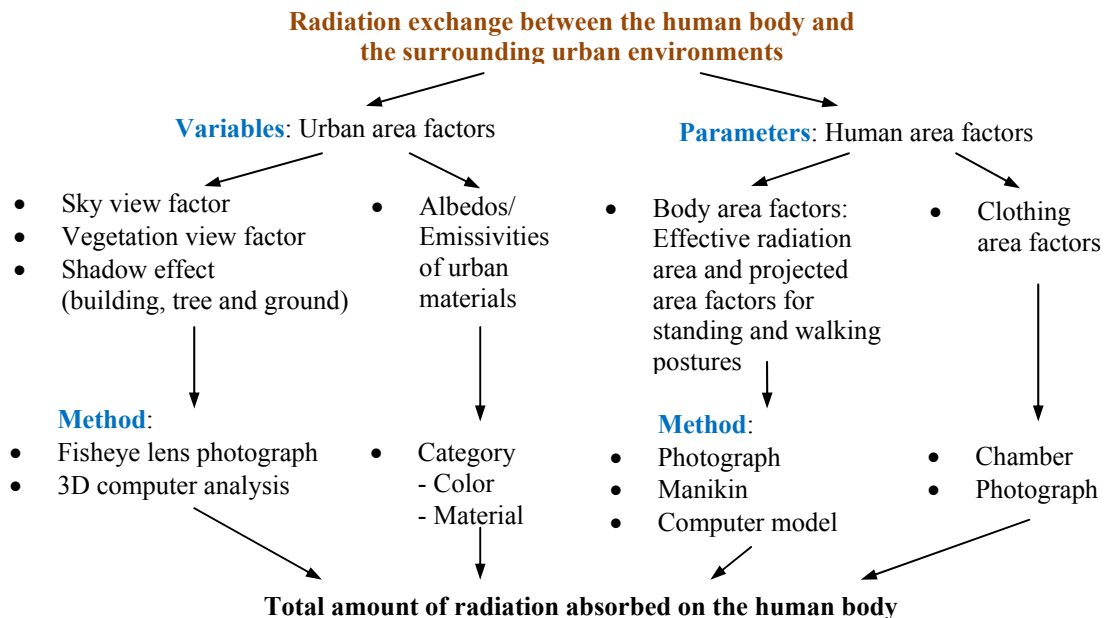 Radiation exchange between the human body and
the surrounding urban environments
Variables: Urban area factors
Parameters: Human area factors
• Sky view factor
• Vegetation view factor
• Shadow effect
(building, tree and ground)
• Albedos/
Emissivities
of urban
materials
• Body area factors:
Effective radiation
area and projected
area factors for
standing and walking
postures
• Clothing
area factors
Method:
• Fisheye lens photograph
• 3D computer analysis
• Category
- Color
- Material
Method:
• Photograph
• Manikin
• Computer model
• Chamber
• Photograph
Total amount of radiation absorbed on the human body